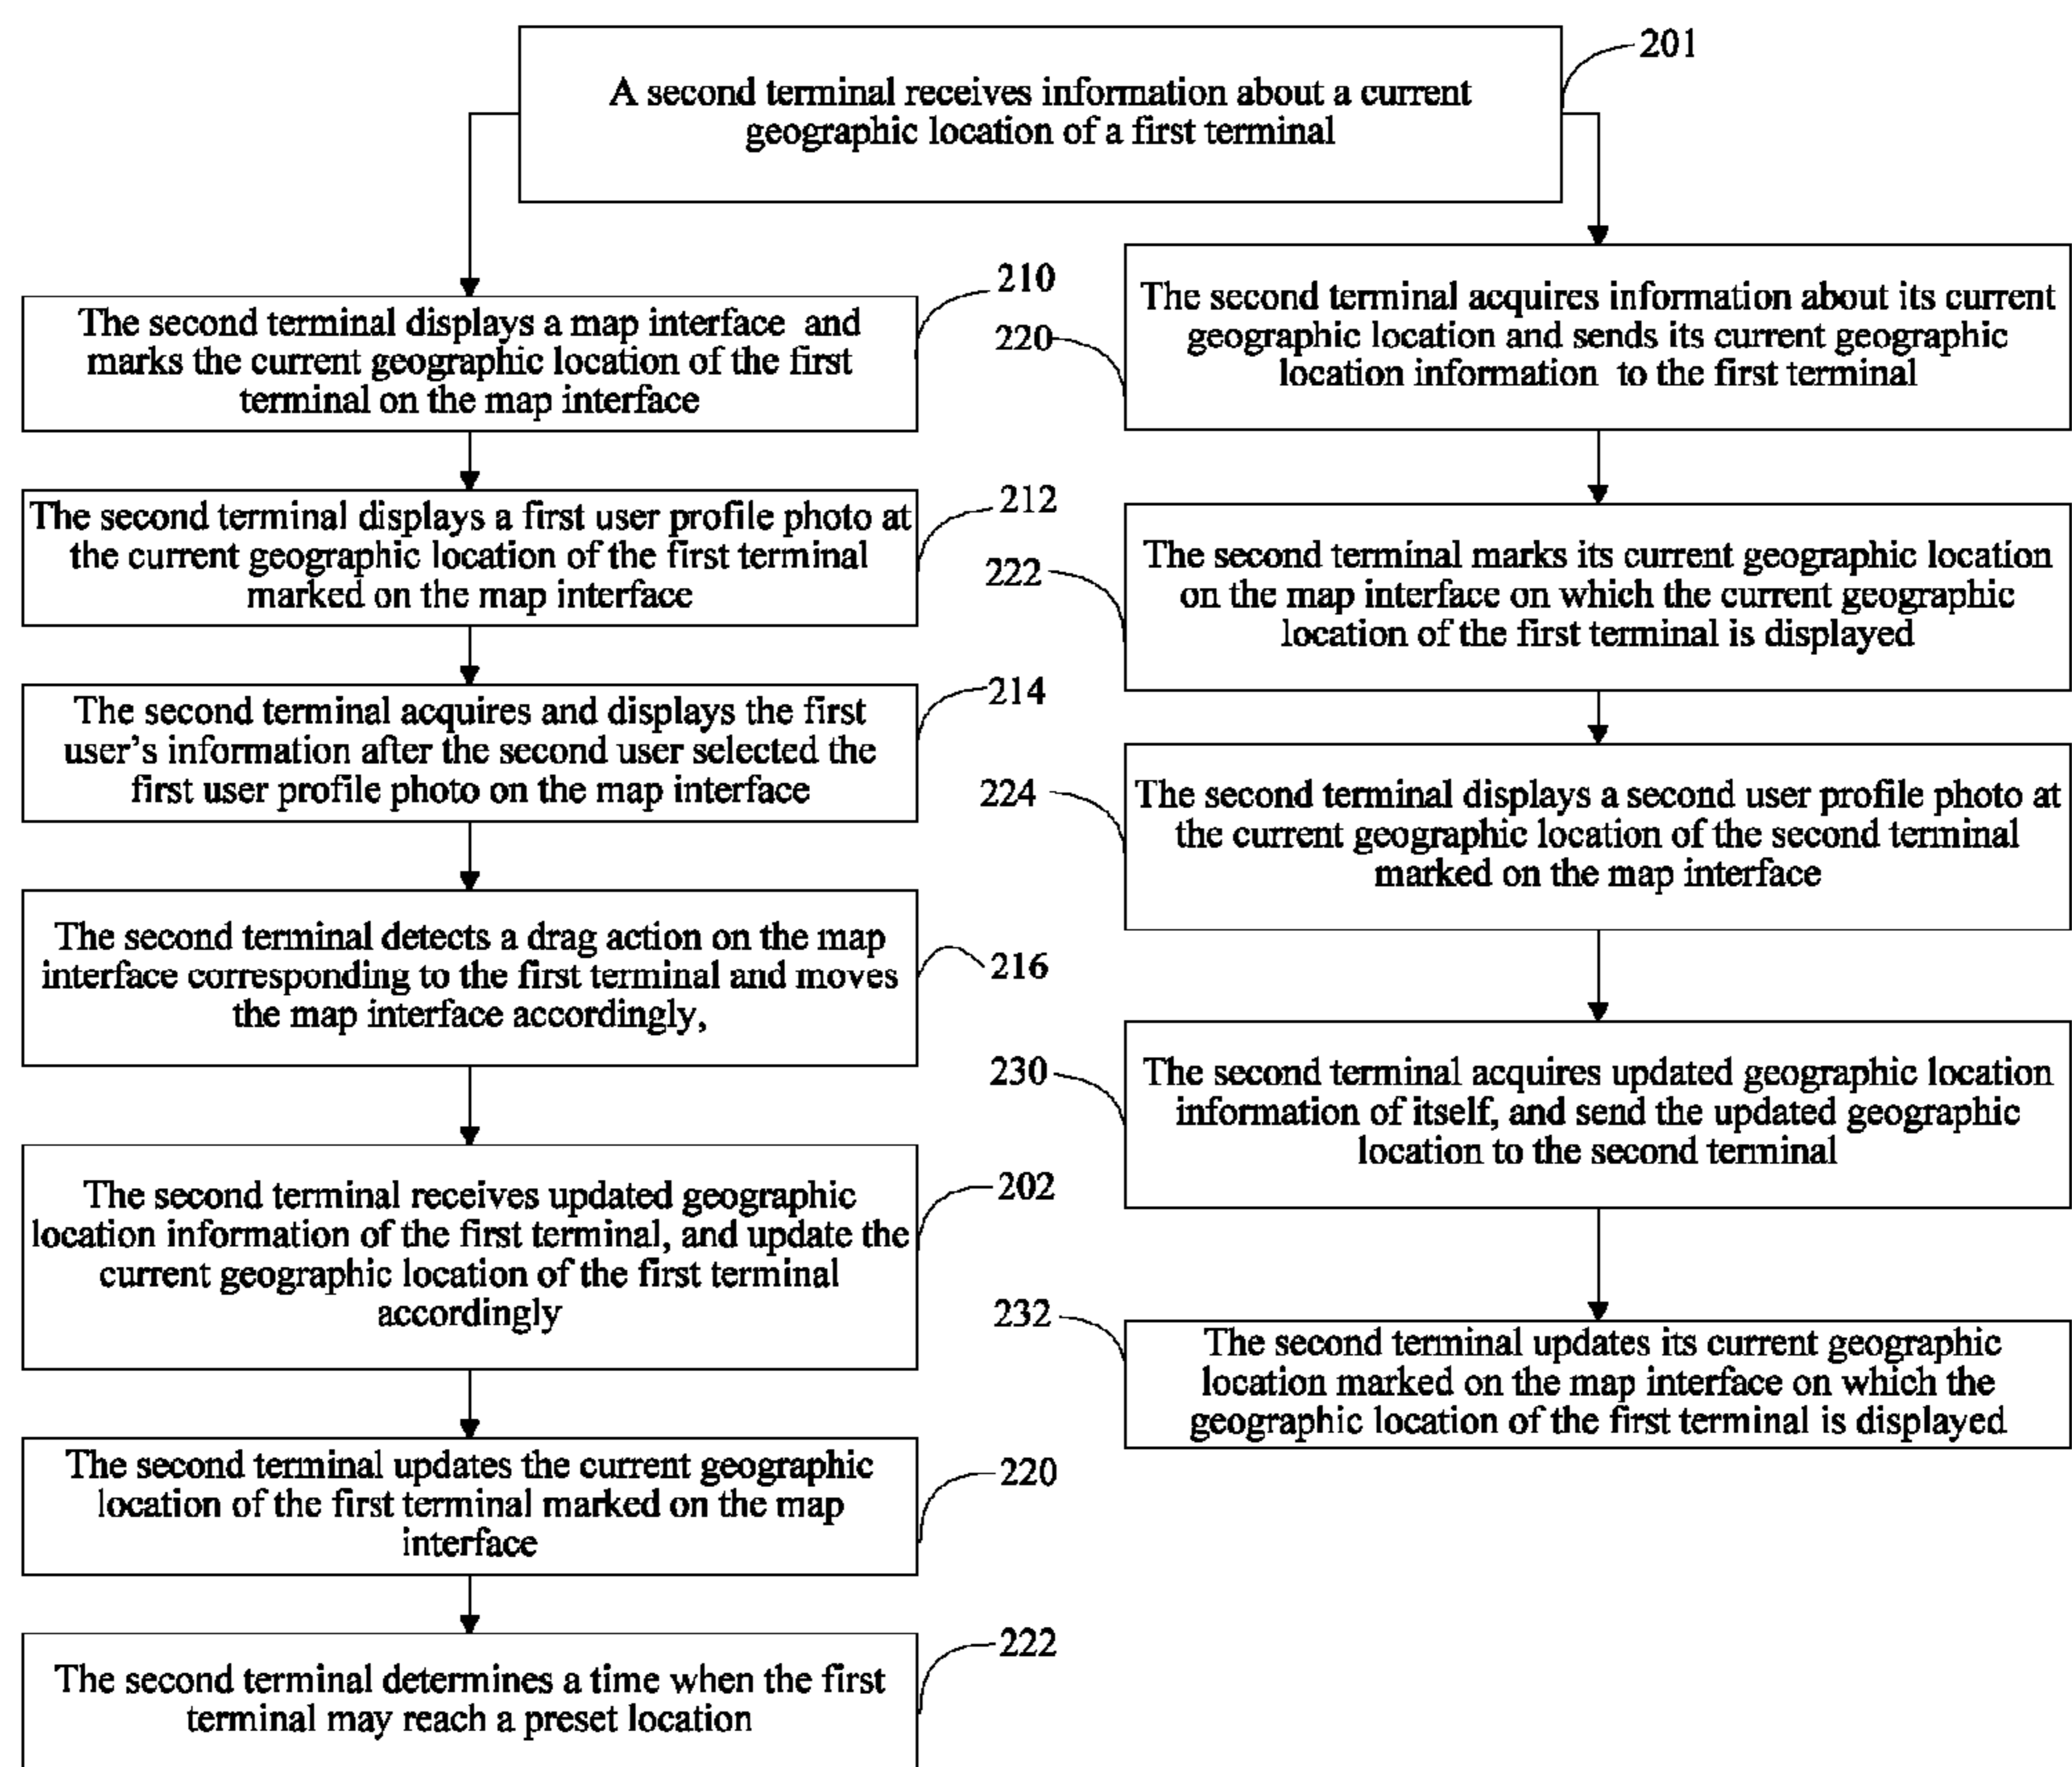 201
A second terminal receives information about a current
geographic location of a first terminal
210
The second terminal displays a map interface and
marks the current geographic location of the first
terminal on the map interface
212
The second terminal displays a first user profile photo at
the current geographic location of the first terminal
marked on the map interface
214
The second terminal acquires and displays the first
user's information after the second user selected the
first user profile photo on the map interface
216
The second terminal detects a drag action on the map
interface corresponding to the first terminal and moves
the map interface accordingly,
202
The second terminal receives updated geographic
location information of the first terminal, and update the
current geographic location of the first terminal
accordingly
220
The second terminal updates the current geographic
location of the first terminal marked on the map
interface
222
The second terminal determines a time when the first
terminal may reach a preset location
220
The second terminal acquires information about its current
geographic location and sends its current geographic
location information to the first terminal
222
The second terminal marks its current geographic location
on the map interface on which the current geographic
location of the first terminal is displayed
224
The second terminal displays a second user profile photo at
the current geographic location of the second terminal
marked on the map interface
230
The second terminal acquires updated geographic location
information of itself, and send the updated geographic
location to the second terminal
232
The second terminal updates its current geographic
location marked on the map interface on which the
geographic location of the first terminal is displayed